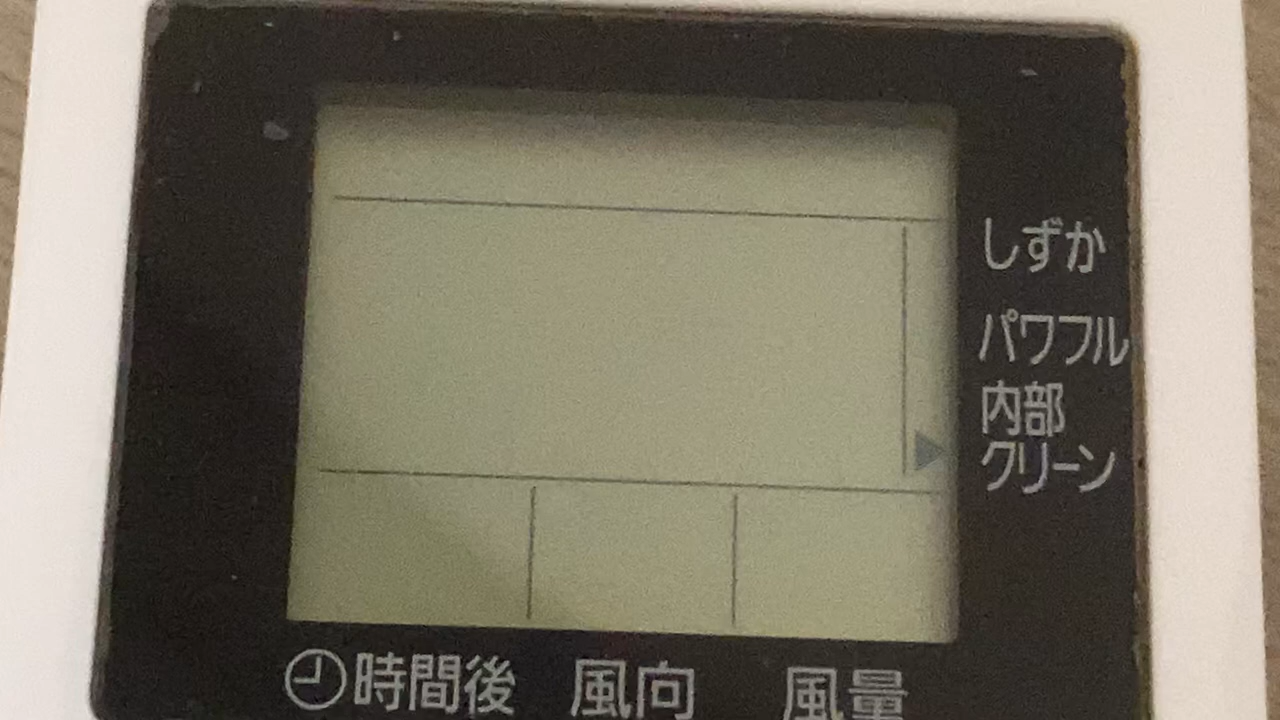 しずか
パワフル
内部
クリーン
時間後 風向 風量